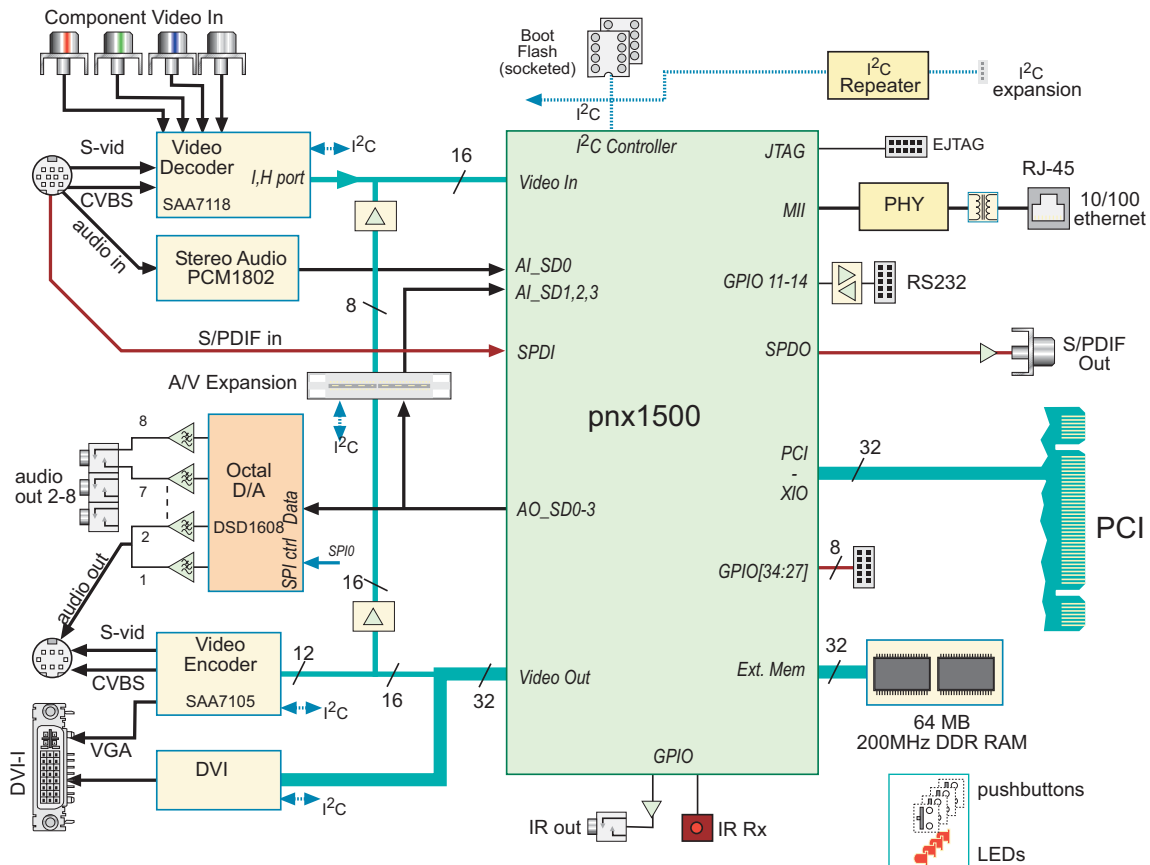 Component Video In
Boot
Flash
(socketed)
I²C
Repeater
I²C
expansion
I²C
S-vid
CVBS
audio in
Video
Decoder
I,H port
SAA7118
I²C
16
Video In
I²C Controller
JTAG
EJTAG
RJ-45
MII
PHY
10/100
ethernet
Stereo Audio
PCM1802
AI_SD0
AI_SD1,2,3
GPIO 11-14
RS232
8
S/PDIF in
SPDI
SPDO
S/PDIF
Out
A/V Expansion
I²C
pnx1500
PCI
-
XIO
32
PCI
audio
out 2-8
8
7
2
1
Octal
D/A
DSD1608
SPI ctrl
Data
SPI0
AO_SD0-3
GPIO[34:27]
8
16
audio out
S-vid
CVBS
Video
Encoder
SAA7105
12
16
32
Video Out
Ext. Mem
32
I²C
VGA
DVI-I
DVI
I²C
64 MB
200MHz DDR RAM
GPIO
IR out
IR Rx
pushbuttons
LEDs